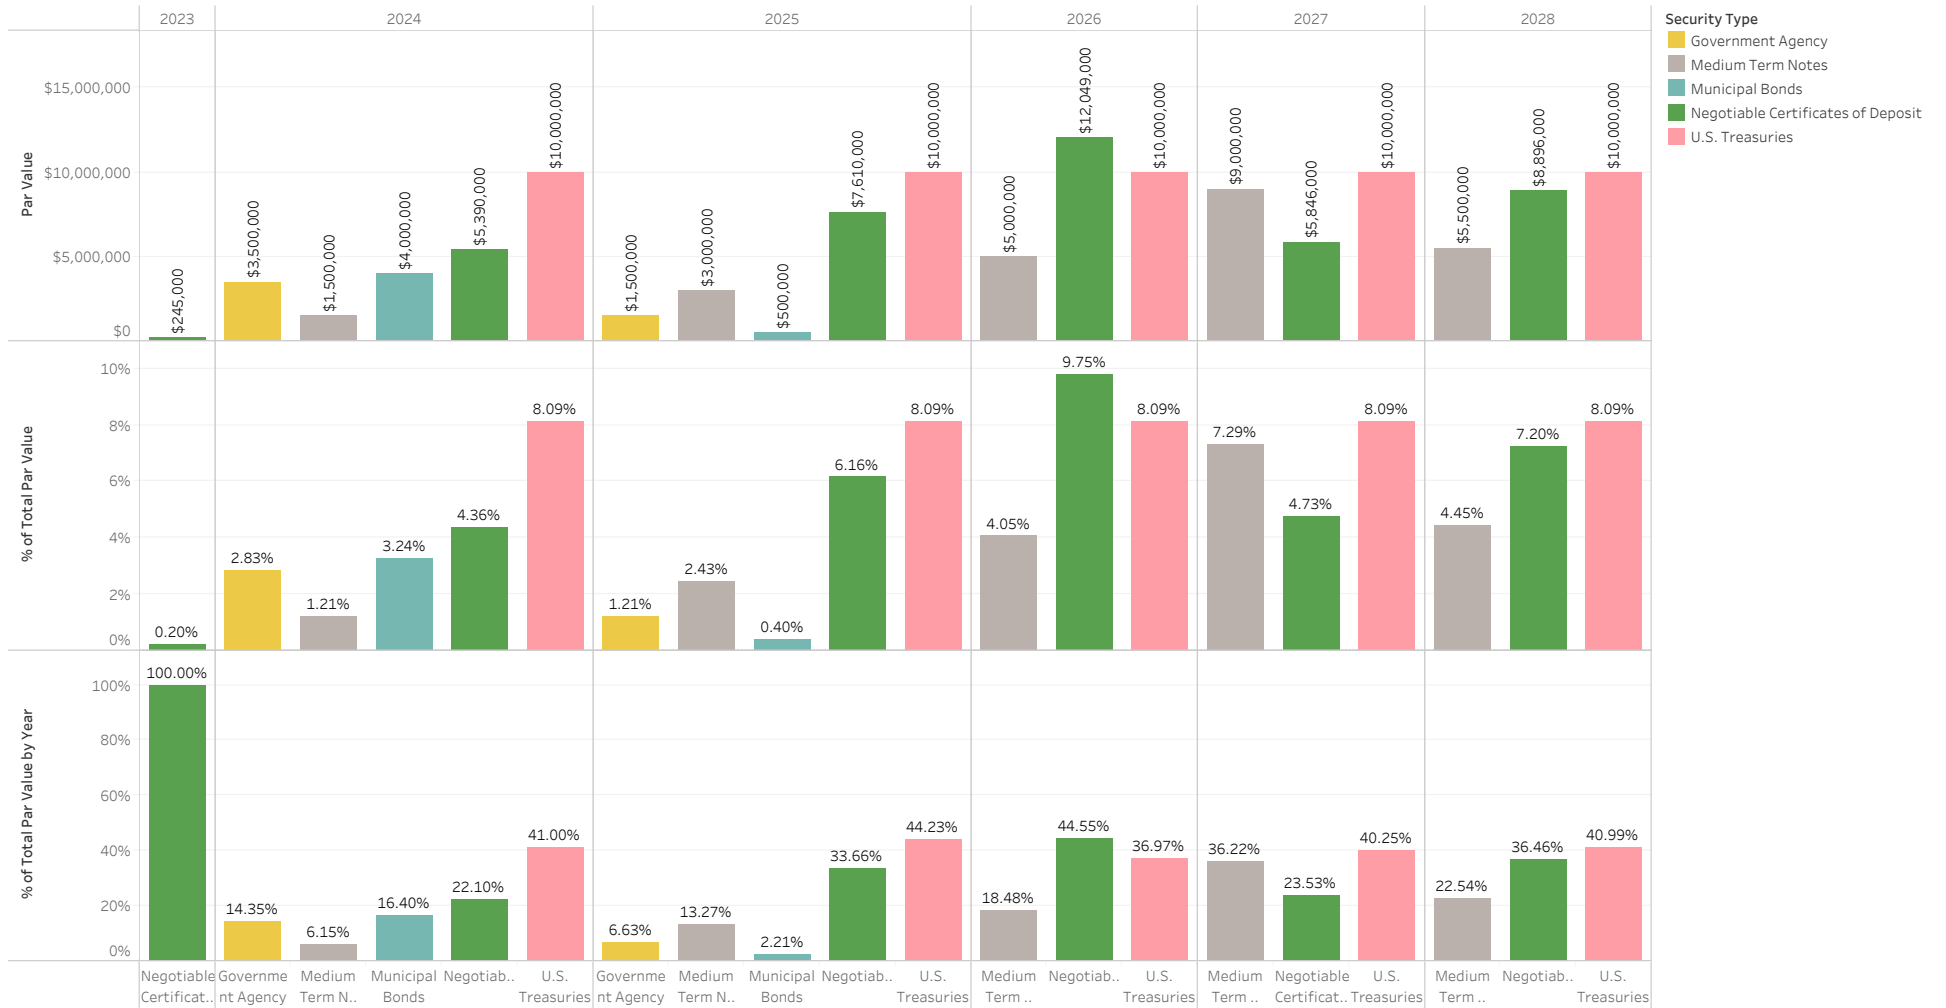 2023
2024
2025
2026
2027
2028
Security Type
Government Agency
Medium Term Notes
Municipal Bonds
Negotiable Certificates of Deposit
U.S. Treasuries
Par Value
$15,000,000
$10,000,000
$5,000,000
$0
$245,000
$3,500,000
$1,500,000
$4,000,000
$5,390,000
$10,000,000
$1,500,000
$3,000,000
$500,000
$7,610,000
$10,000,000
$5,000,000
$12,049,000
$10,000,000
$9,000,000
$5,846,000
$10,000,000
$5,500,000
$8,896,000
$10,000,000
% of Total Par Value
10%
8%
6%
4%
2%
0%
0.20%
2.83%
1.21%
3.24%
4.36%
8.09%
1.21%
2.43%
0.40%
6.16%
8.09%
4.05%
9.75%
8.09%
7.29%
4.73%
8.09%
4.45%
7.20%
8.09%
% of Total Par Value by Year
100%
80%
60%
40%
20%
0%
100.00%
14.35%
6.15%
16.40%
22.10%
41.00%
6.63%
13.27%
2.21%
33.66%
44.23%
18.48%
44.55%
36.97%
36.22%
23.53%
40.25%
22.54%
36.46%
40.99%
Negotiable
Certificat..
Governme
nt Agency
Medium
Term N..
Municipal
Bonds
Negotiab..
U.S.
Treasuries
Governme
nt Agency
Medium
Term N..
Municipal
Bonds
Negotiab..
U.S.
Treasuries
Medium
Term ..
Negotiab..
U.S.
Treasuries
Medium
Term ..
Negotiable
Certificat..
U.S.
Treasuries
Medium
Term ..
Negotiab..
U.S.
Treasuries